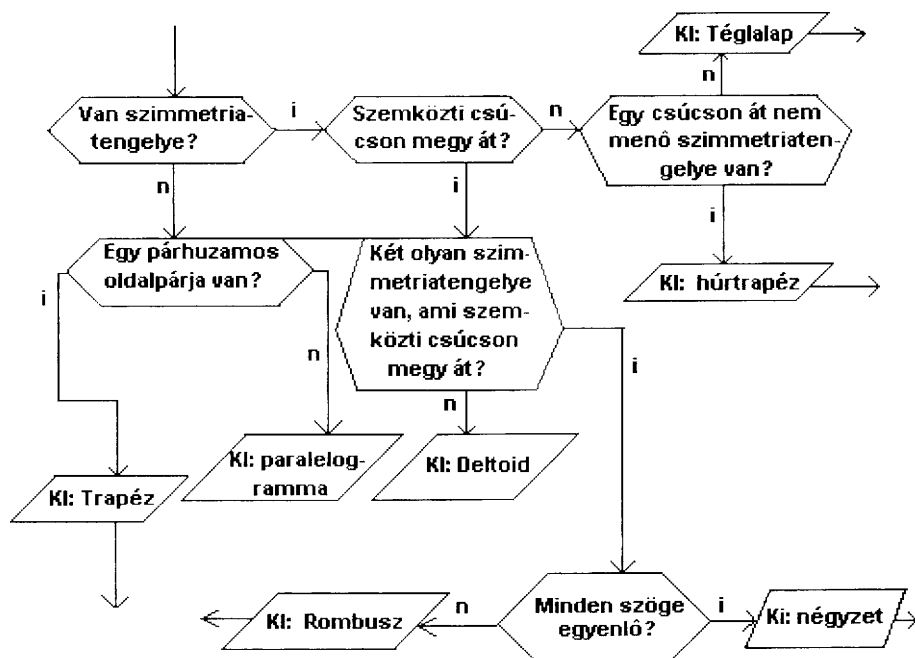 KI: Téglalap
n
Van szimmetria-
tengelye?
i
Szemközti csú-
cson megy át?
n
Egy csúcson át nem
menő szimmetriaten-
gelye van?
n
i
i
Egy párhuzamos
oldalpárja van?
i
n
Két olyan szim-
metriatengelye
van, ami szem-
közti csúcson
megy át?
i
n
KI: húrtrapéz
KI: Trapéz
KI: paralelog-
ramma
KI: Deltoid
KI: Rombusz
n
Minden szöge
egyenlő?
i
Ki: négyzet